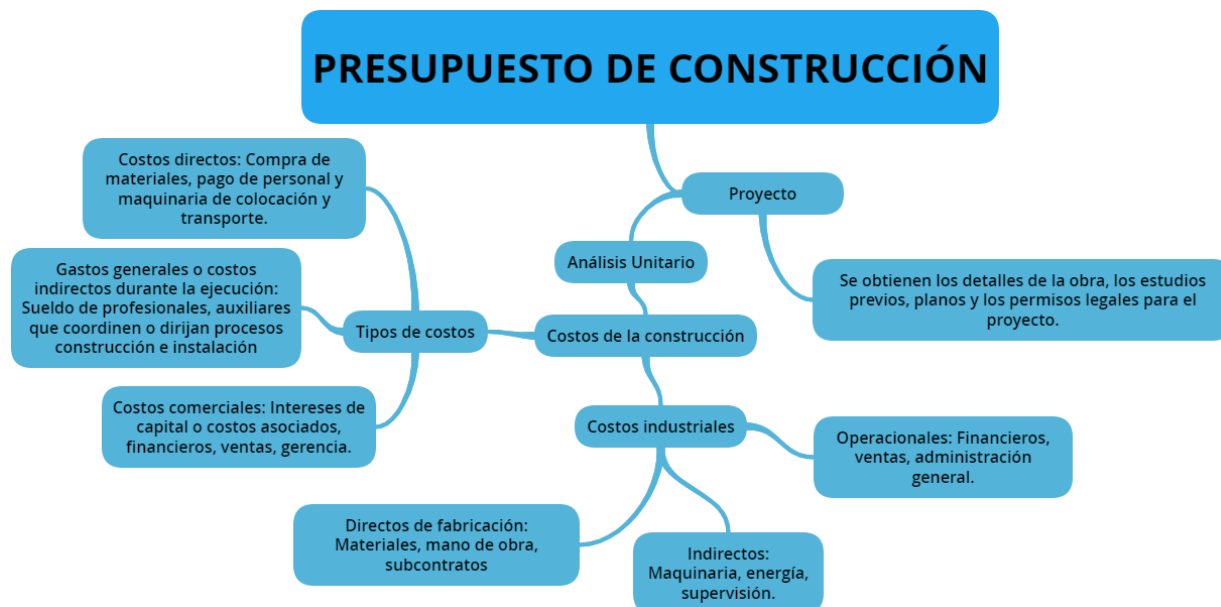 PRESUPUESTO DE CONSTRUCCIÓN
Costos directos: Compra de
materiales, pago de personal y
maquinaria de colocación y
transporte.
Proyecto
Gastos generales o costos
indirectos durante la ejecución:
Sueldo de profesionales, auxiliares
que coordinen o dirijan procesos
construcción e instalación
Análisis Unitario
Se obtienen los detalles de la obra, los estudios
previos, planos y los permisos legales para el
proyecto.
Tipos de costos
Costos de la construcción
Costos comerciales: Intereses de
capital o costos asociados,
financieros, ventas, gerencia.
Costos industriales
Operacionales: Financieros,
ventas, administración
general.
Directos de fabricación:
Materiales, mano de obra,
subcontratos
Indirectos:
Maquinaria, energía,
supervisión.